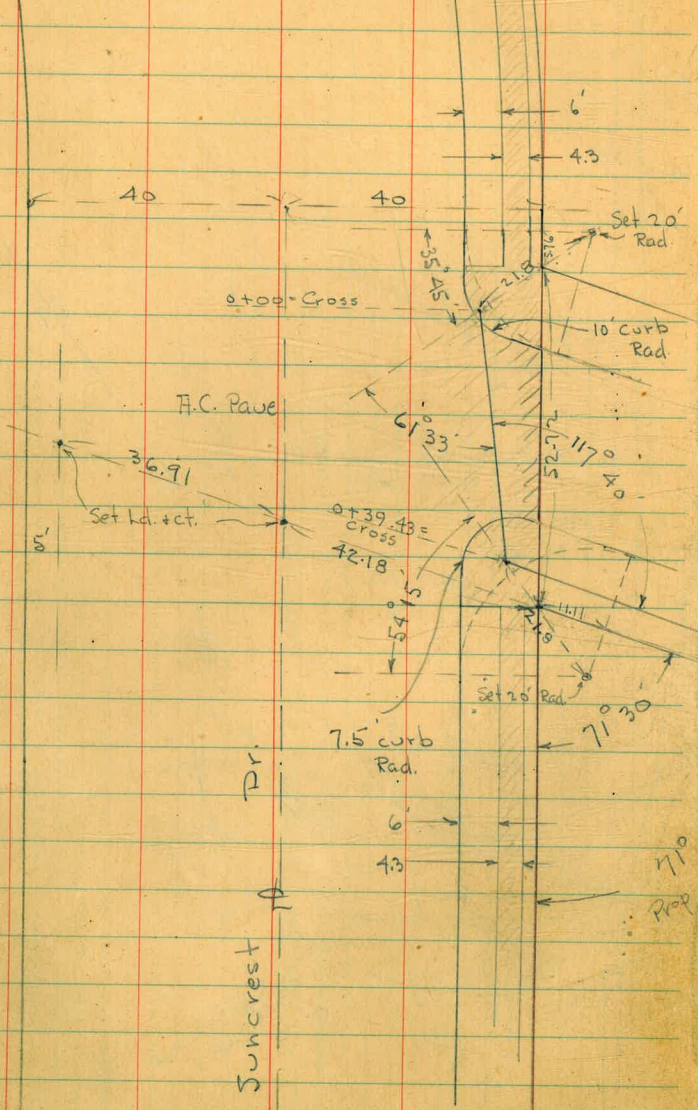 6'
4.3
40
40
Set 20'
Rad.
5.76
21.8
35° 45'
0+00 = Cross
10' curb
Rad
A.C. Pave
61° 33'
117° 40'
52.72
36.91
Set Ld. & ct.
0+39.43 =
Cross
42.18
5'
54° 15'
11.11
21.8
Set 20' Rad.
71° 30'
7.5' curb
Rad.
6'
4.3
71°
Prop
Suncrest Dr.